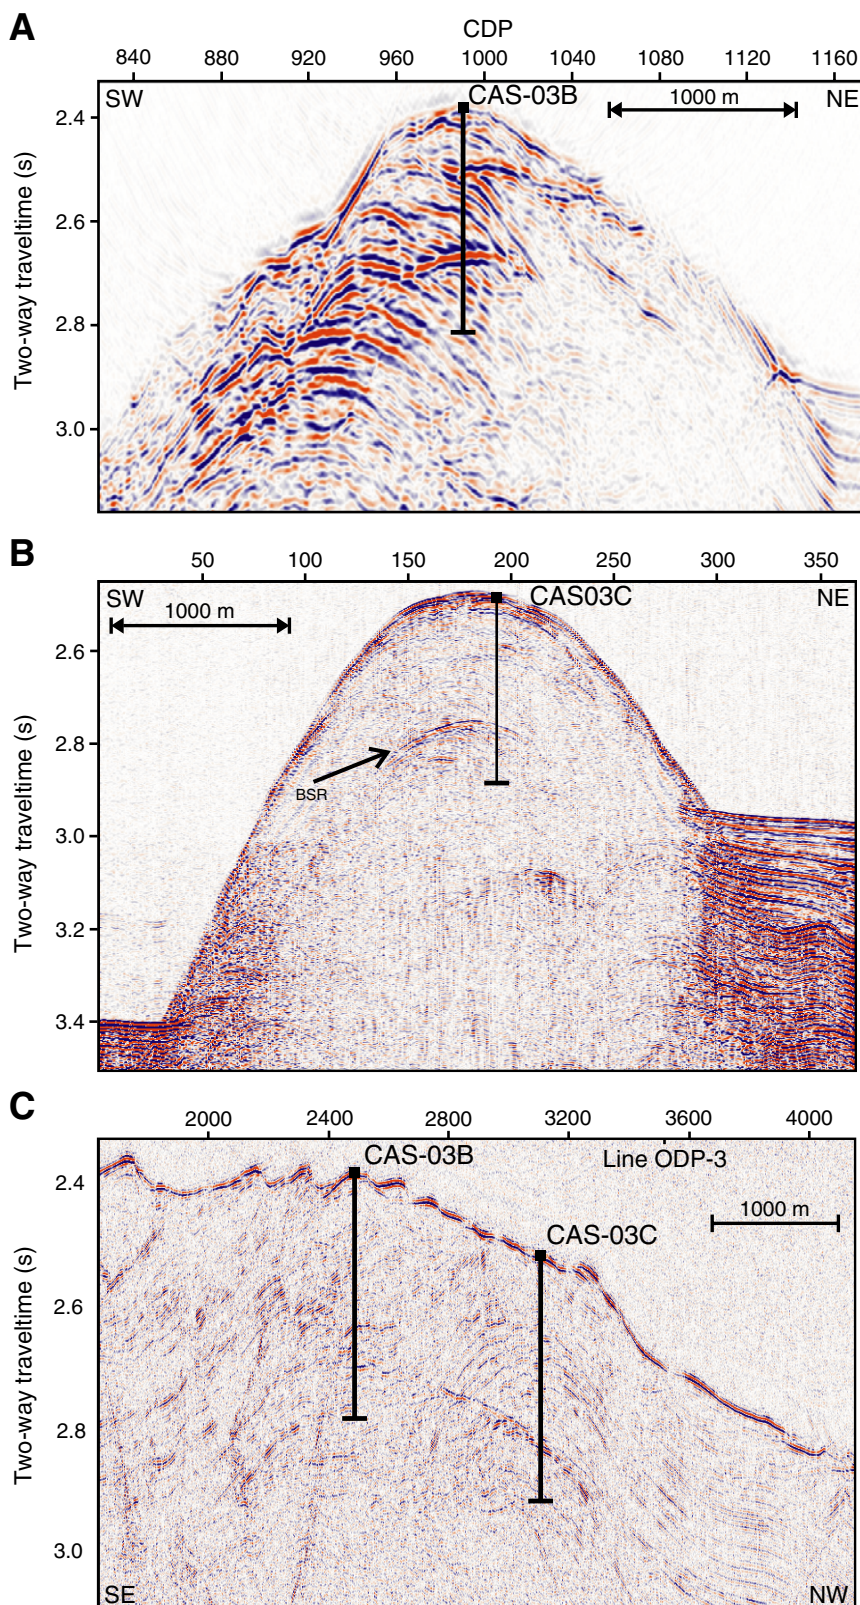 A
CDP
840 880 920 960 1000 1040 1080 1120 1160
SW CAS-03B 1000 m NE
2.4
2.6
2.8
3.0
Two-way traveltime (s)
B
50 100 150 200 250 300 350
SW CAS03C NE
1000 m
BSR
2.6
2.8
3.0
3.2
3.4
Two-way traveltime (s)
C
2000 2400 2800 3200 3600 4000
CAS-03B Line ODP-3
1000 m
CAS-03C
2.4
2.6
2.8
3.0
Two-way traveltime (s)
SE NW